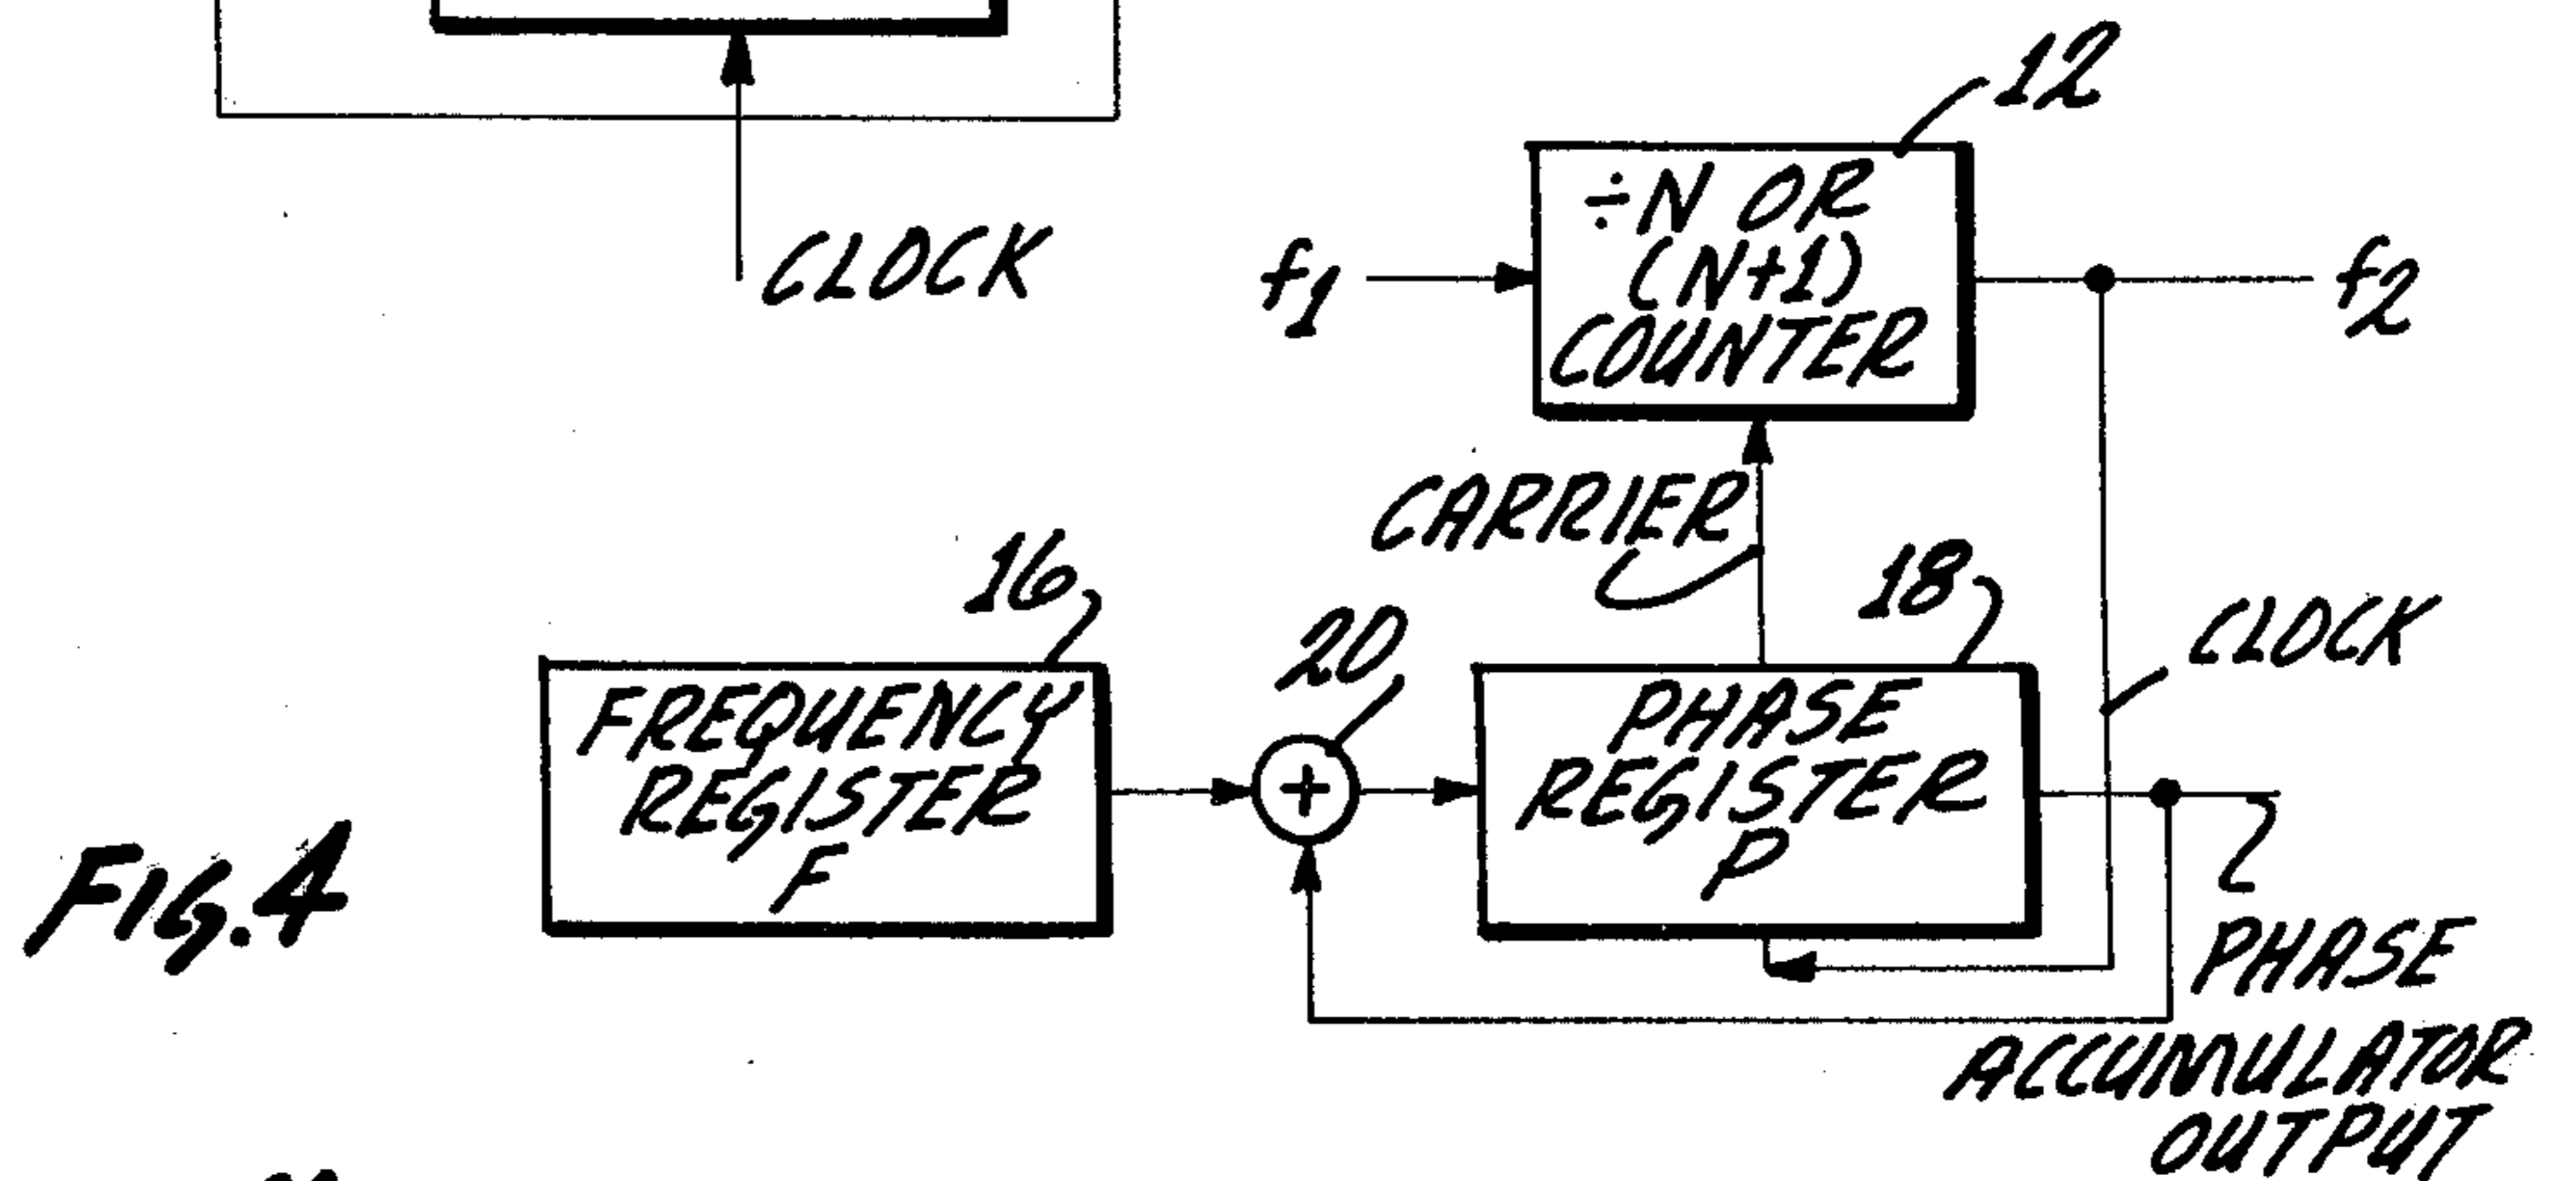 CLOCK
12
÷N OR
(N+1)
COUNTER
f1
f2
CARRIER
16
20
18
CLOCK
FREQUENCY
REGISTER
F
+
PHASE
REGISTER
P
FIG.4
PHASE
ACCUMULATOR
OUTPUT